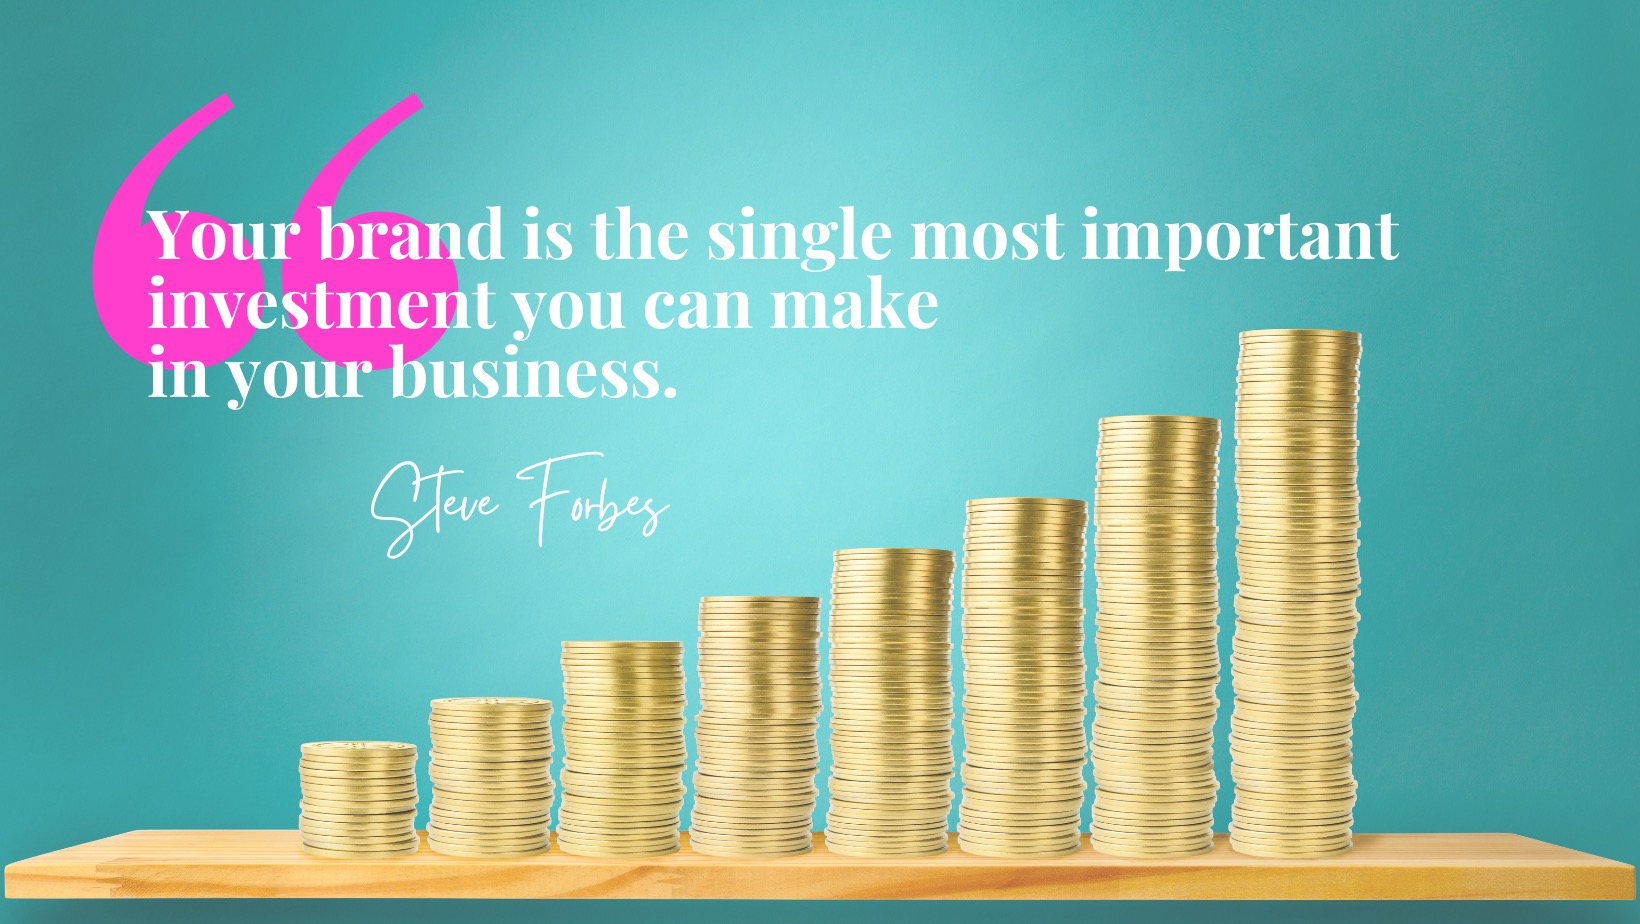 “
Your brand is the single most important
investment you can make
in your business.
Steve Forbes